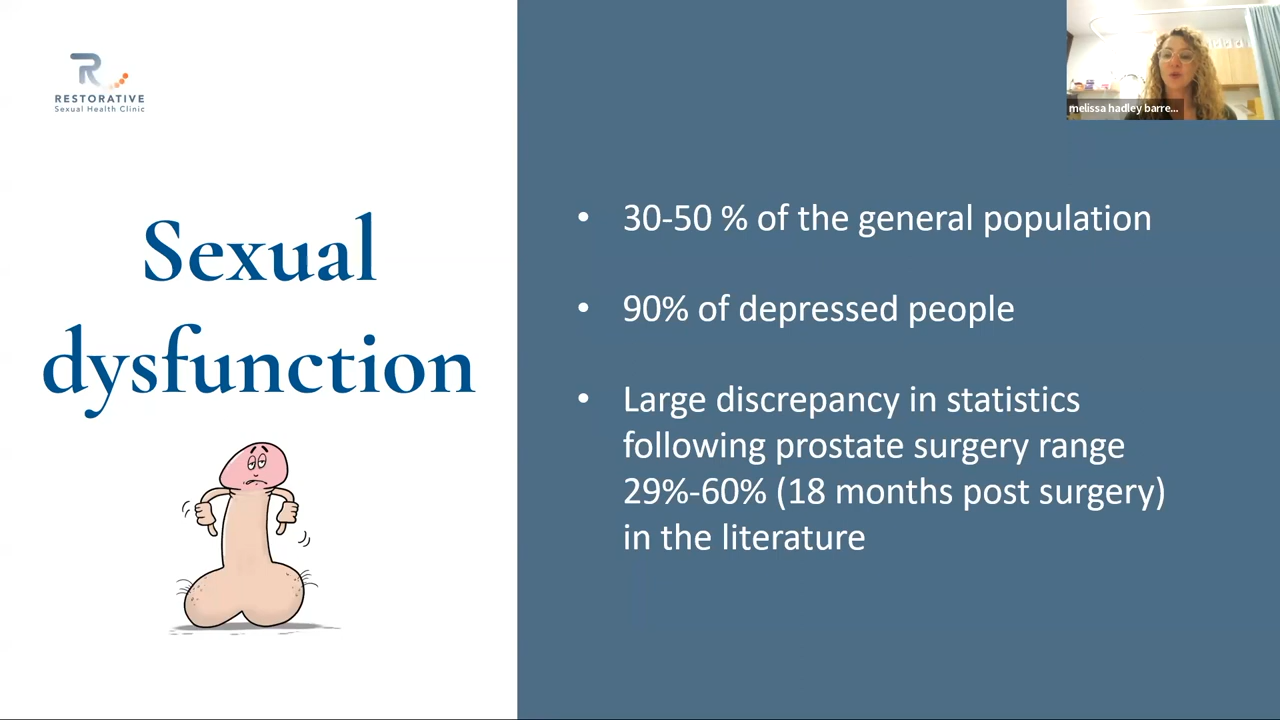 RESTORATIVE
Sexual Health Clinic
melissa hadley barre...
Sexual
dysfunction
• 30-50 % of the general population
• 90% of depressed people
• Large discrepancy in statistics
following prostate surgery range
29%-60% (18 months post surgery)
in the literature